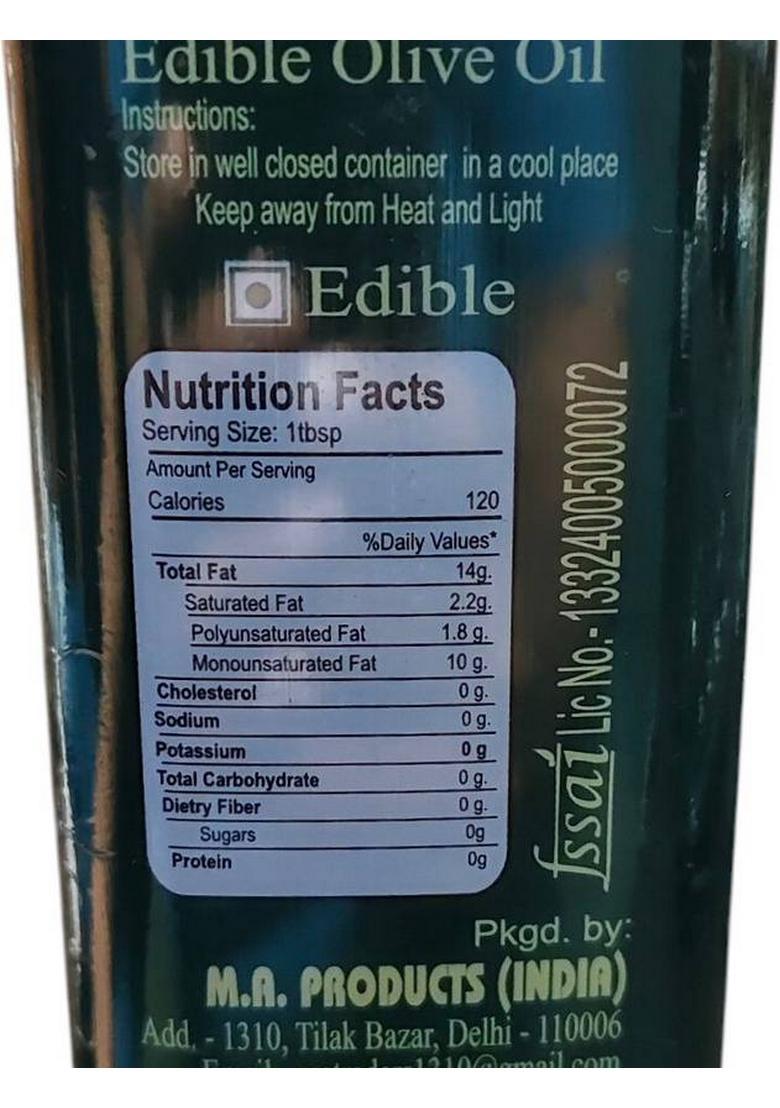 Edible Olive Oil
Instructions:
Store in well closed container in a cool place
Keep away from Heat and Light
Edible
Nutrition Facts
Serving Size: 1tbsp
Amount Per Serving
Calories 120
%Daily Values*
Total Fat 14g.
Saturated Fat 2.2g.
Polyunsaturated Fat 1.8 g.
Monounsaturated Fat 10 g.
Cholesterol 0 g.
Sodium 0 g.
Potassium 0 g
Total Carbohydrate 0 g.
Dietry Fiber 0 g.
Sugars 0g
Protein 0g
fssai Lic No.- 13324005000072
Pkgd. by:
M.A. PRODUCTS (INDIA)
Add. - 1310, Tilak Bazar, Delhi - 110006